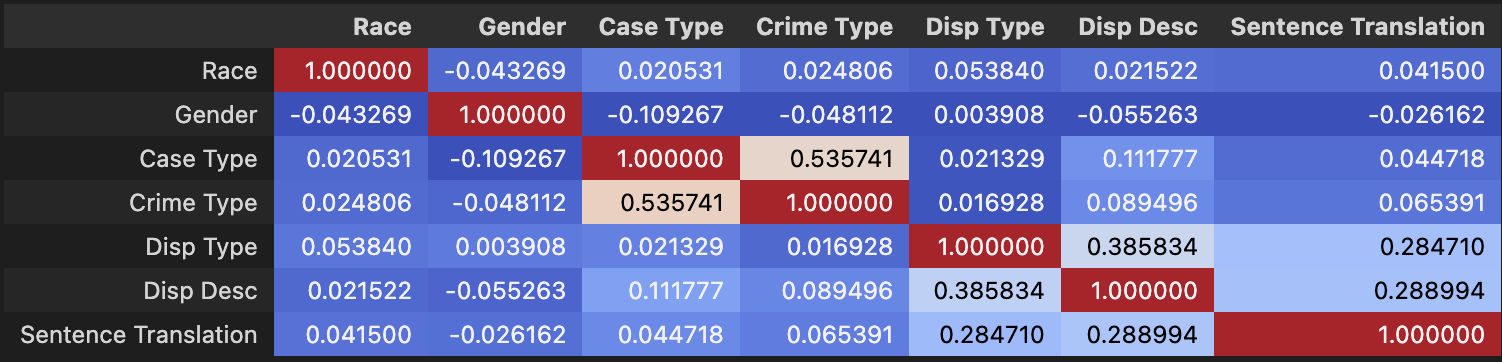 Race Gender Case Type Crime Type Disp Type Disp Desc Sentence Translation
Race 1.000000 -0.043269 0.020531 0.024806 0.053840 0.021522 0.041500
Gender -0.043269 1.000000 -0.109267 -0.048112 0.003908 -0.055263 -0.026162
Case Type 0.020531 -0.109267 1.000000 0.535741 0.021329 0.111777 0.044718
Crime Type 0.024806 -0.048112 0.535741 1.000000 0.016928 0.089496 0.065391
Disp Type 0.053840 0.003908 0.021329 0.016928 1.000000 0.385834 0.284710
Disp Desc 0.021522 -0.055263 0.111777 0.089496 0.385834 1.000000 0.288994
Sentence Translation 0.041500 -0.026162 0.044718 0.065391 0.284710 0.288994 1.000000